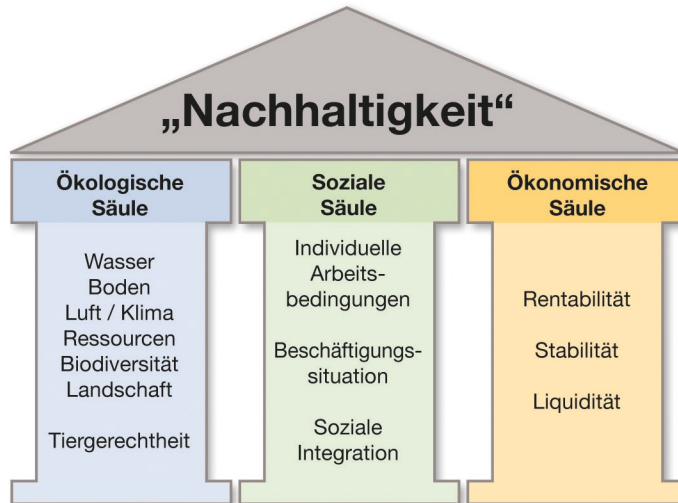 „Nachhaltigkeit“
Ökologische
Säule
Wasser
Boden
Luft / Klima
Ressourcen
Biodiversität
Landschaft
Tiergerechtheit
Soziale
Säule
Individuelle
Arbeits-
bedingungen
Beschäftigungs-
situation
Soziale
Integration
Ökonomische
Säule
Rentabilität
Stabilität
Liquidität